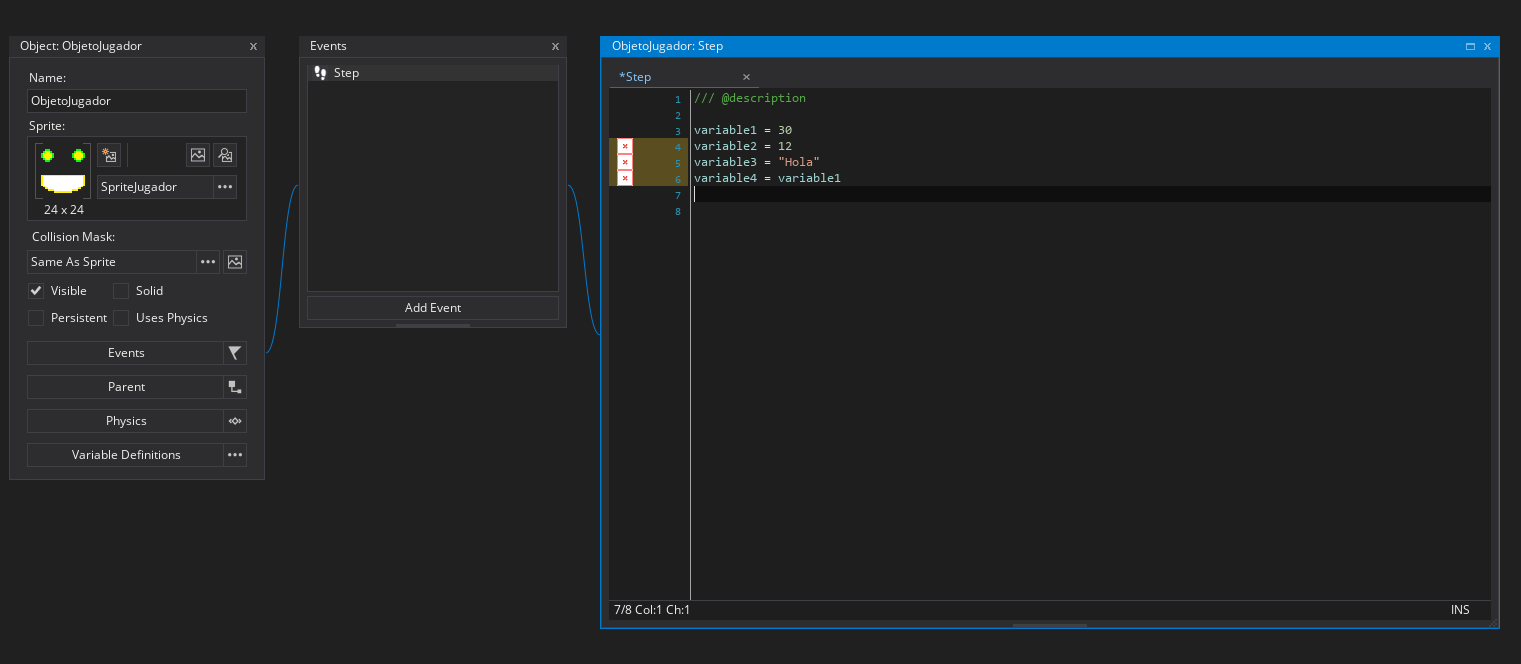 Object: ObjetoJugador x
Name:
ObjetoJugador
Sprite:
SpriteJugador
24 x 24
Collision Mask:
Same As Sprite
Visible Solid
Persistent Uses Physics
Events
Parent
Physics
Variable Definitions
Events x
Step
Add Event
ObjetoJugador: Step x
*Step ×
1 /// @description
2
3 variable1 = 30
4 variable2 = 12
5 variable3 = "Hola"
6 variable4 = variable1
7
8
7/8 Col:1 Ch:1 INS